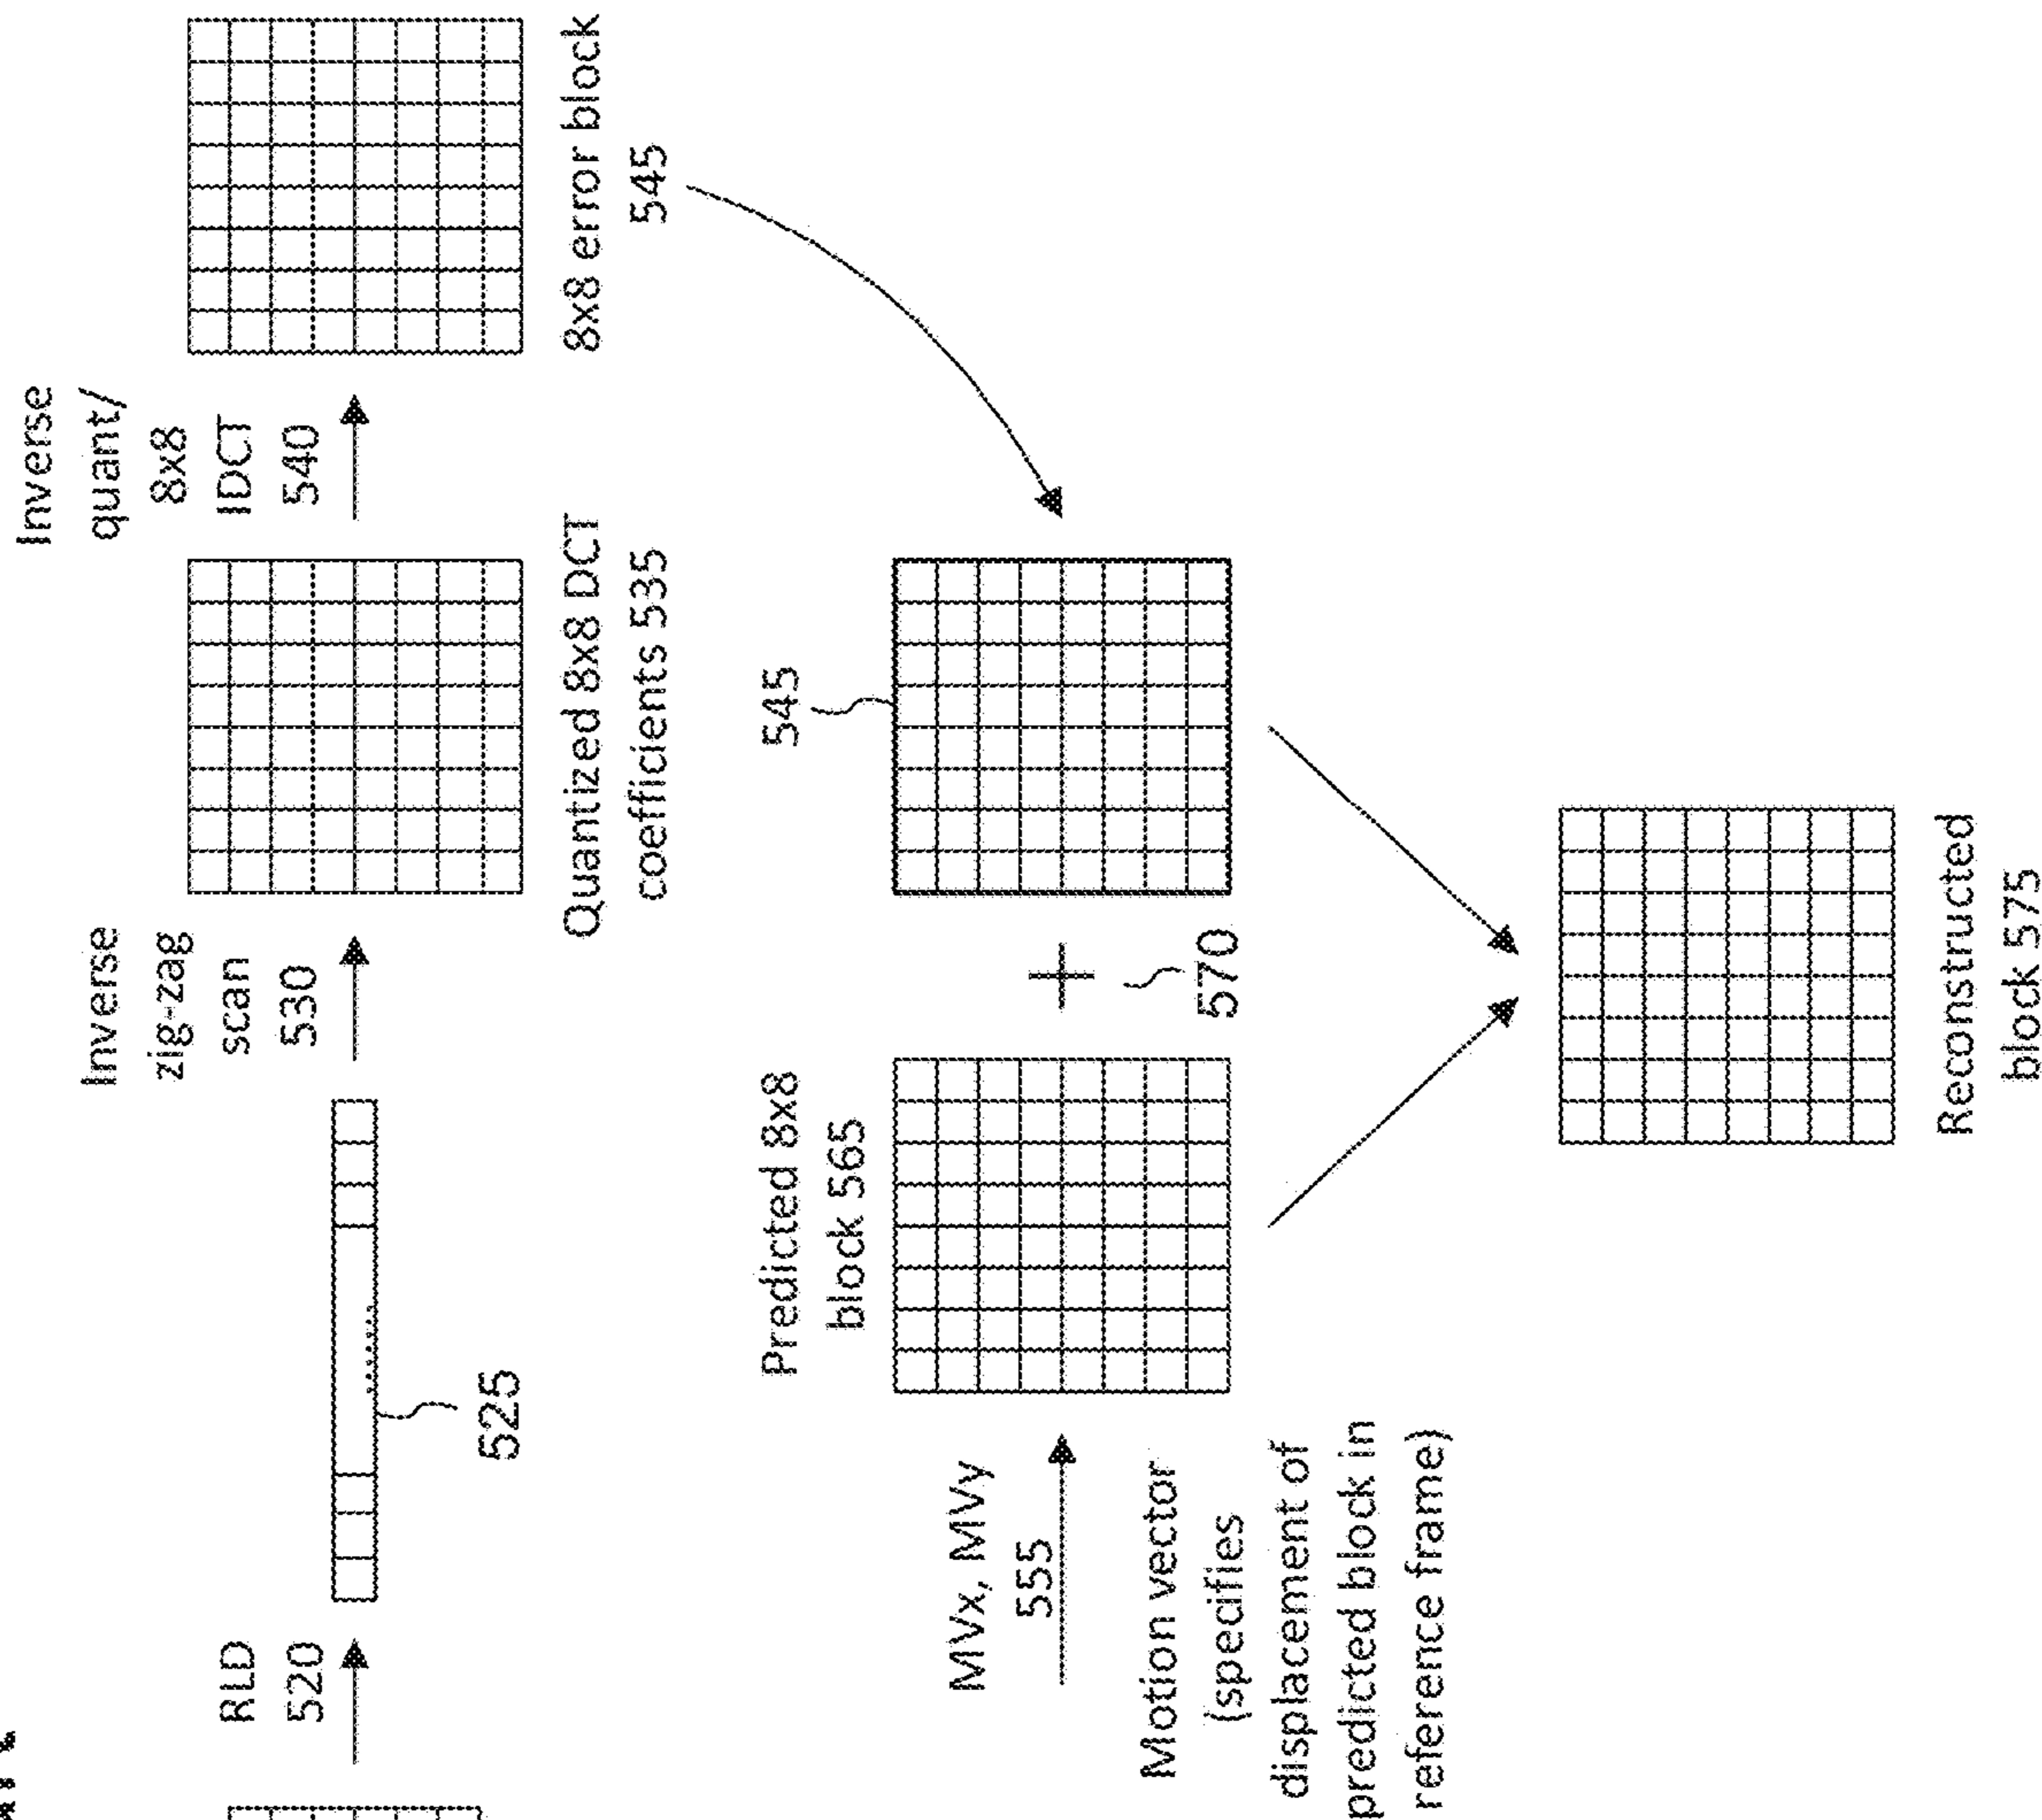 RLD
520
525
Inverse
zig-zag
scan
530
Quantized 8x8 DCT
coefficients 535
Inverse
quant/
8x8
IDCT
540
8x8 error block
545
MVx, MVy
555
Motion vector
(specifies
displacement of
predicted block in
reference frame)
Predicted 8x8
block 565
570
545
Reconstructed
block 575